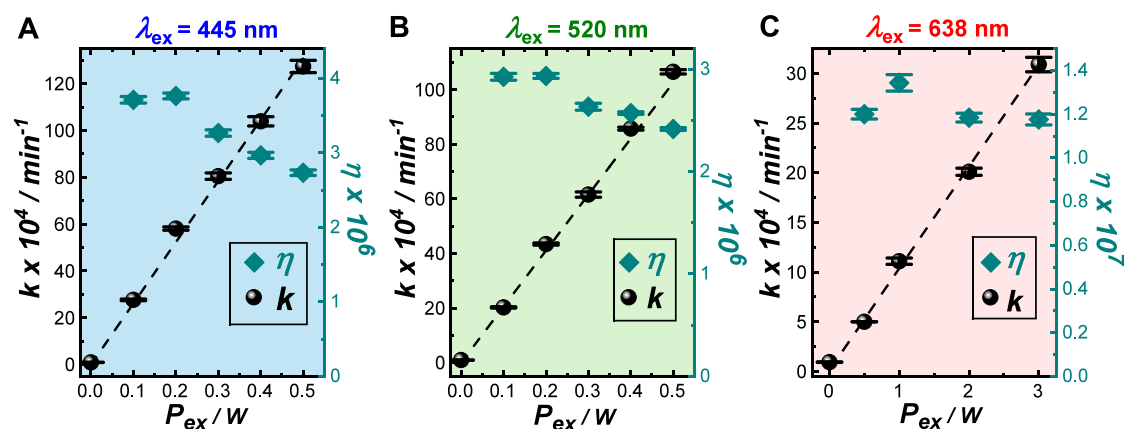 A
λex = 445 nm
k x 10⁴ / min⁻¹
0
20
40
60
80
100
120
0.0 0.1 0.2 0.3 0.4 0.5
Pex / W
0
1
2
3
4
η x 10⁶
η
k
B
λex = 520 nm
k x 10⁴ / min⁻¹
0
20
40
60
80
100
0.0 0.1 0.2 0.3 0.4 0.5
Pex / W
0
1
2
3
η x 10⁶
η
k
C
λex = 638 nm
k x 10⁴ / min⁻¹
0
5
10
15
20
25
30
0 1 2 3
Pex / W
0.0
0.2
0.4
0.6
0.8
1.0
1.2
1.4
η x 10⁷
η
k